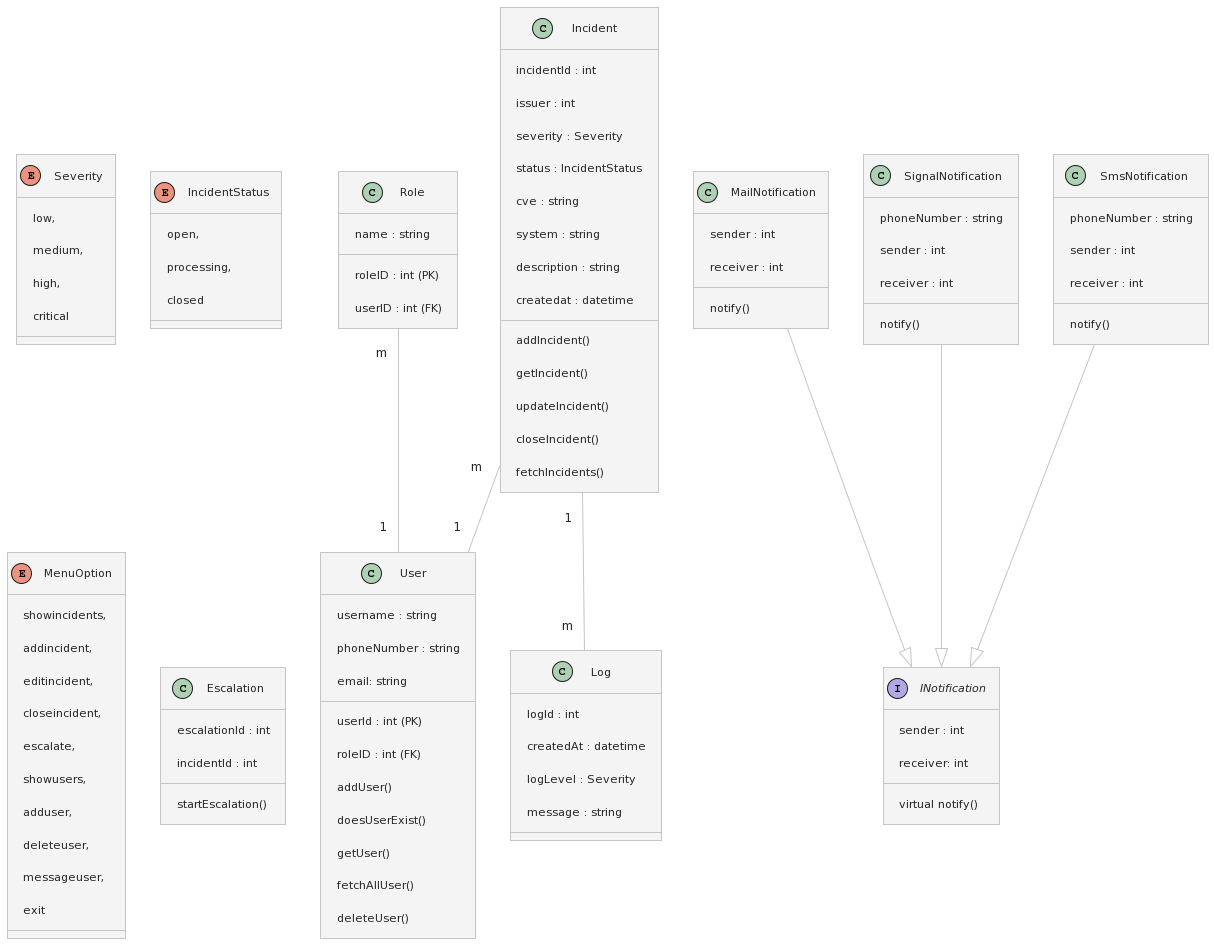 C Incident
incidentId : int
issuer : int
severity : Severity
status : IncidentStatus
cve : string
system : string
description : string
createdat : datetime
addIncident()
getIncident()
updateIncident()
closeIncident()
fetchIncidents()
E Severity
low,
medium,
high,
critical
E IncidentStatus
open,
processing,
closed
C Role
name : string
roleID : int (PK)
userID : int (FK)
C MailNotification
sender : int
receiver : int
notify()
C SignalNotification
phoneNumber : string
sender : int
receiver : int
notify()
C SmsNotification
phoneNumber : string
sender : int
receiver : int
notify()
m
1
m
1
1
m
E MenuOption
showincidents,
addincident,
editincident,
closeincident,
escalate,
showusers,
adduser,
deleteuser,
messageuser,
exit
C Escalation
escalationId : int
incidentId : int
startEscalation()
C User
username : string
phoneNumber : string
email: string
userId : int (PK)
roleID : int (FK)
addUser()
doesUserExist()
getUser()
fetchAllUser()
deleteUser()
C Log
logId : int
createdAt : datetime
logLevel : Severity
message : string
I INotification
sender : int
receiver: int
virtual notify()